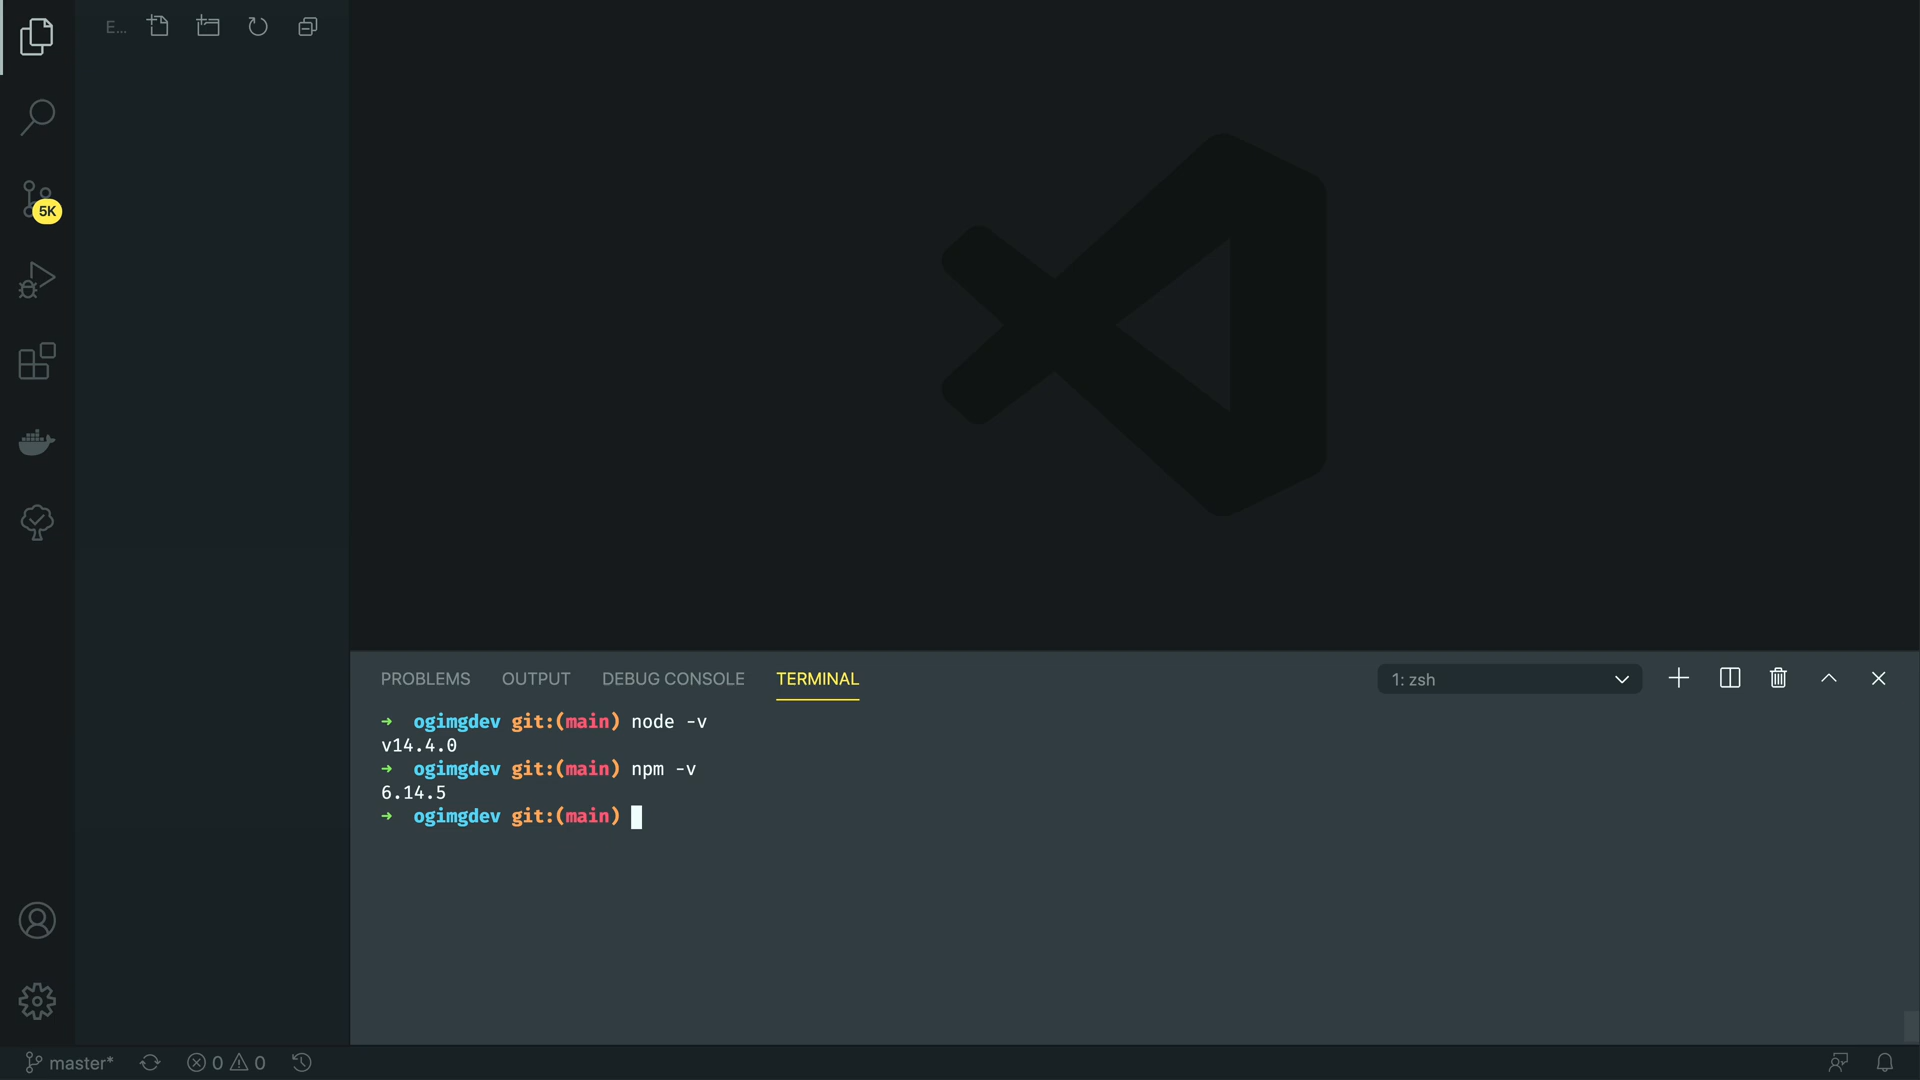 E...
5K
PROBLEMS OUTPUT DEBUG CONSOLE TERMINAL 1: zsh
→ ogimgdev git:(main) node -v
v14.4.0
→ ogimgdev git:(main) npm -v
6.14.5
→ ogimgdev git:(main)
master* 0 0